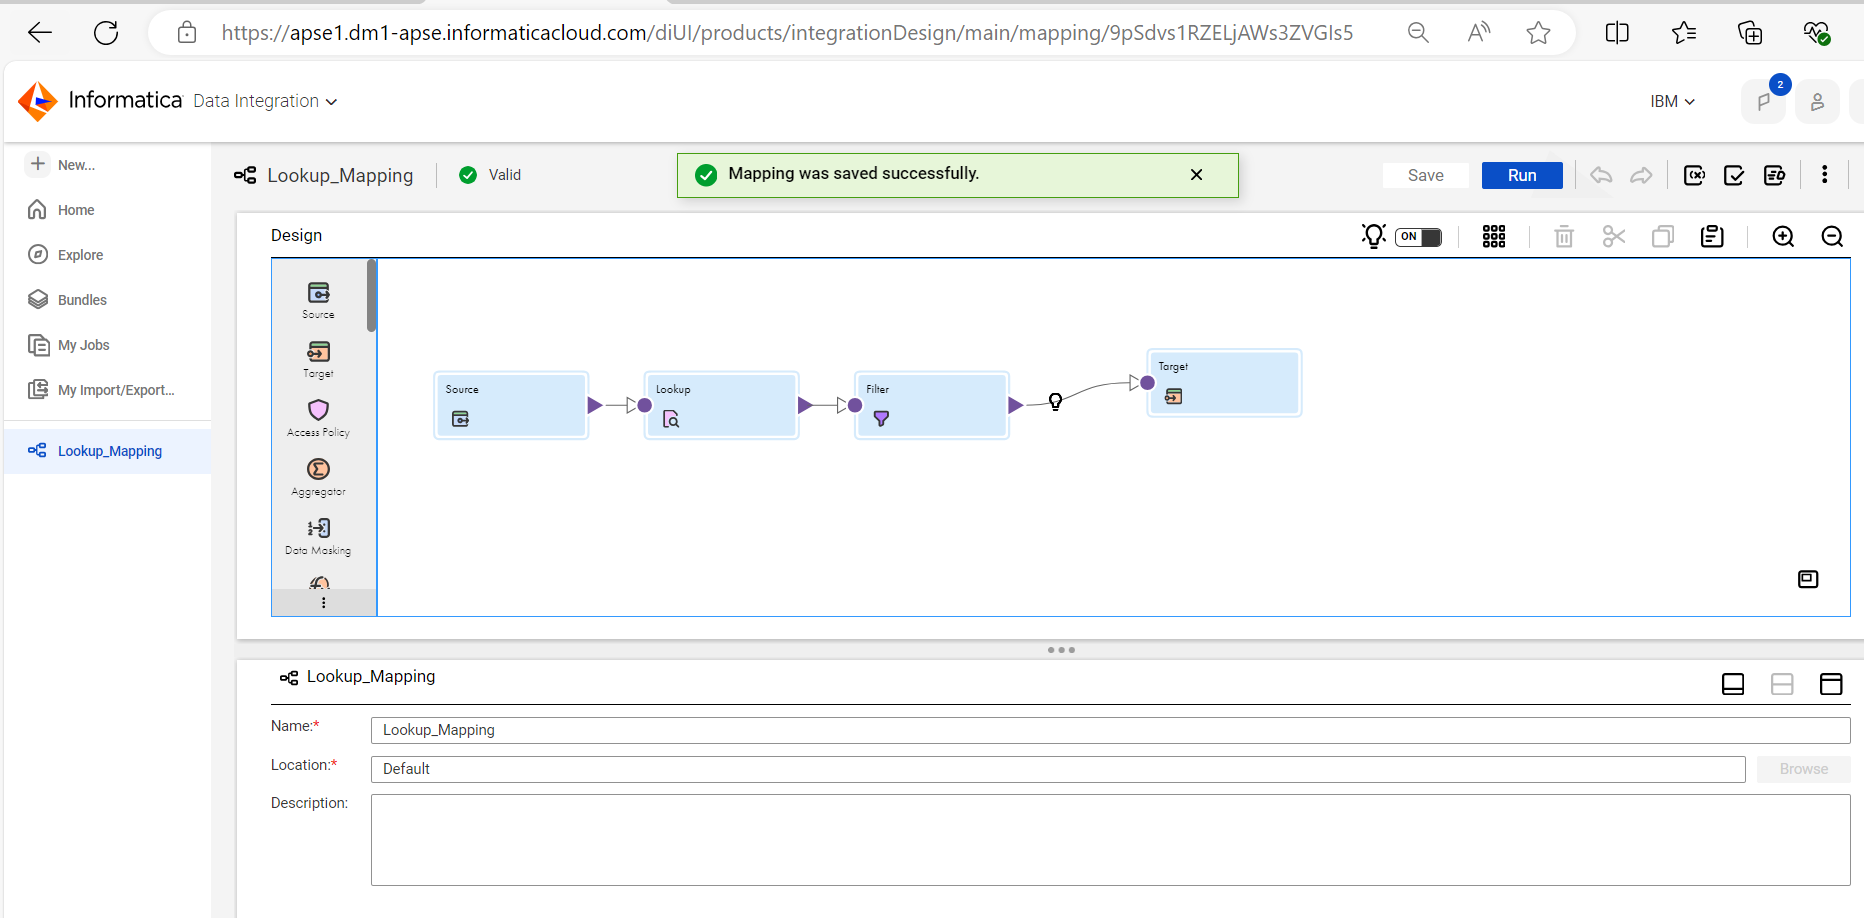 https://apse1.dm1-apse.informaticacloud.com/diUI/products/integrationDesign/main/mapping/9pSdvs1RZELjAWs3ZVGIs5
Informatica Data Integration
IBM
2
New...
Lookup_Mapping
Valid
Mapping was saved successfully.
Save
Run
Home
Explore
Bundles
My Jobs
My Import/Export...
Lookup_Mapping
Design
ON
Source
Target
Access Policy
Aggregator
Data Masking
Source
Lookup
Filter
Target
Lookup_Mapping
Name:*
Lookup_Mapping
Location:*
Default
Browse
Description: